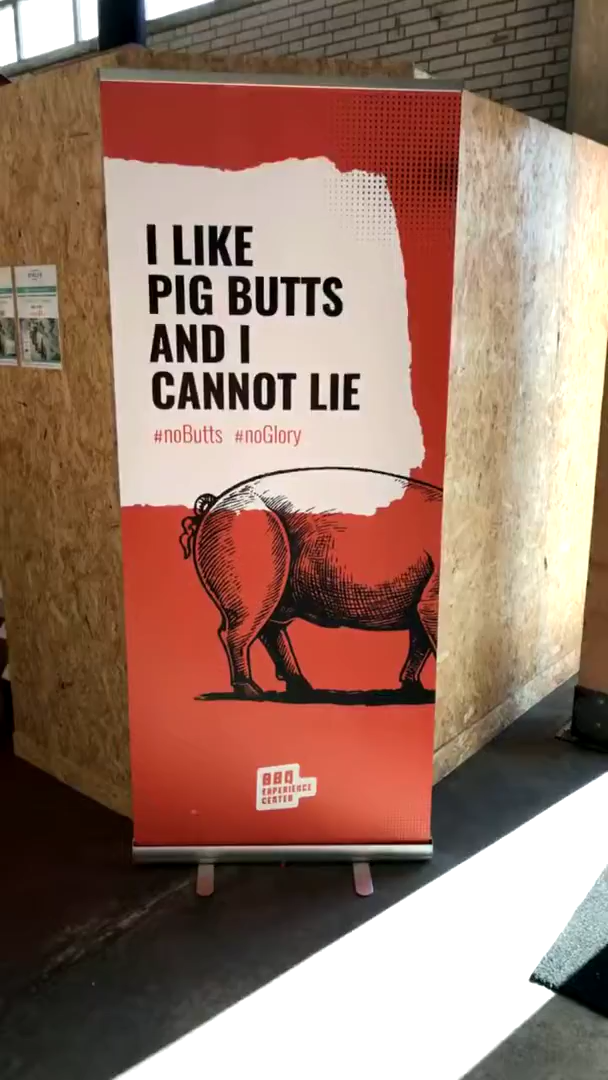 I LIKE
PIG BUTTS
AND I
CANNOT LIE
#noButts #noGlory
BBQ
EXPERIENCE
CENTER